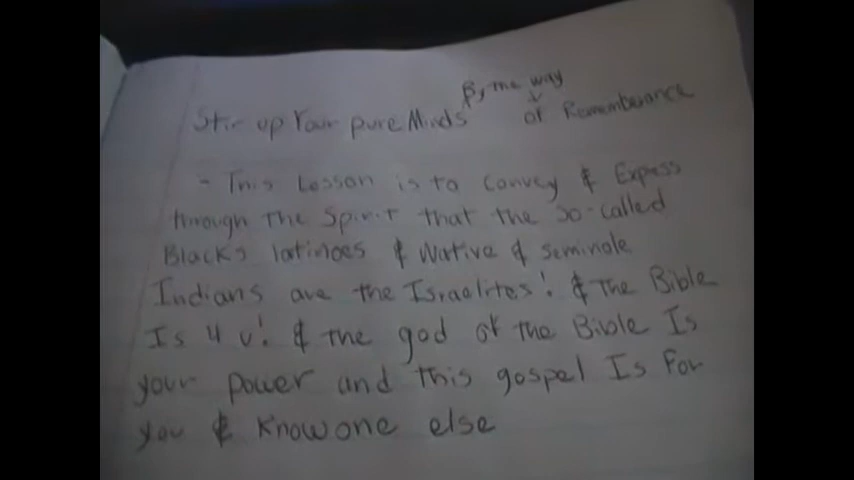 Stir up Your pure Minds By the way of Rememberance
- This Lesson is to Convey & Express
through The Spirit that the so-called
Blacks latinoes & Native & Seminole
Indians are the Israelites! & The Bible
Is 4 U! & the god of the Bible Is
your power and this gospel Is For
you & Knowone else